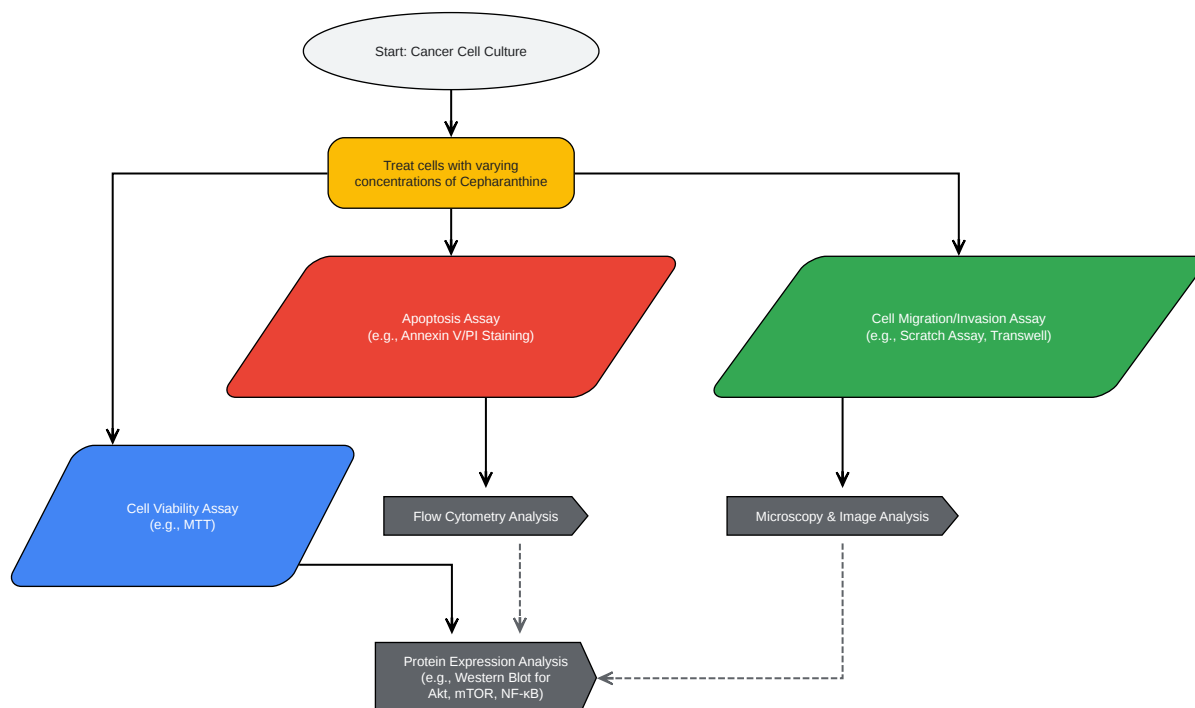 Start: Cancer Cell Culture
Treat cells with varying
concentrations of Cepharanthine
Apoptosis Assay
(e.g., Annexin V/PI Staining)
Cell Migration/Invasion Assay
(e.g., Scratch Assay, Transwell)
Cell Viability Assay
(e.g., MTT)
Flow Cytometry Analysis
Microscopy & Image Analysis
Protein Expression Analysis
(e.g., Western Blot for
Akt, mTOR, NF-κB)